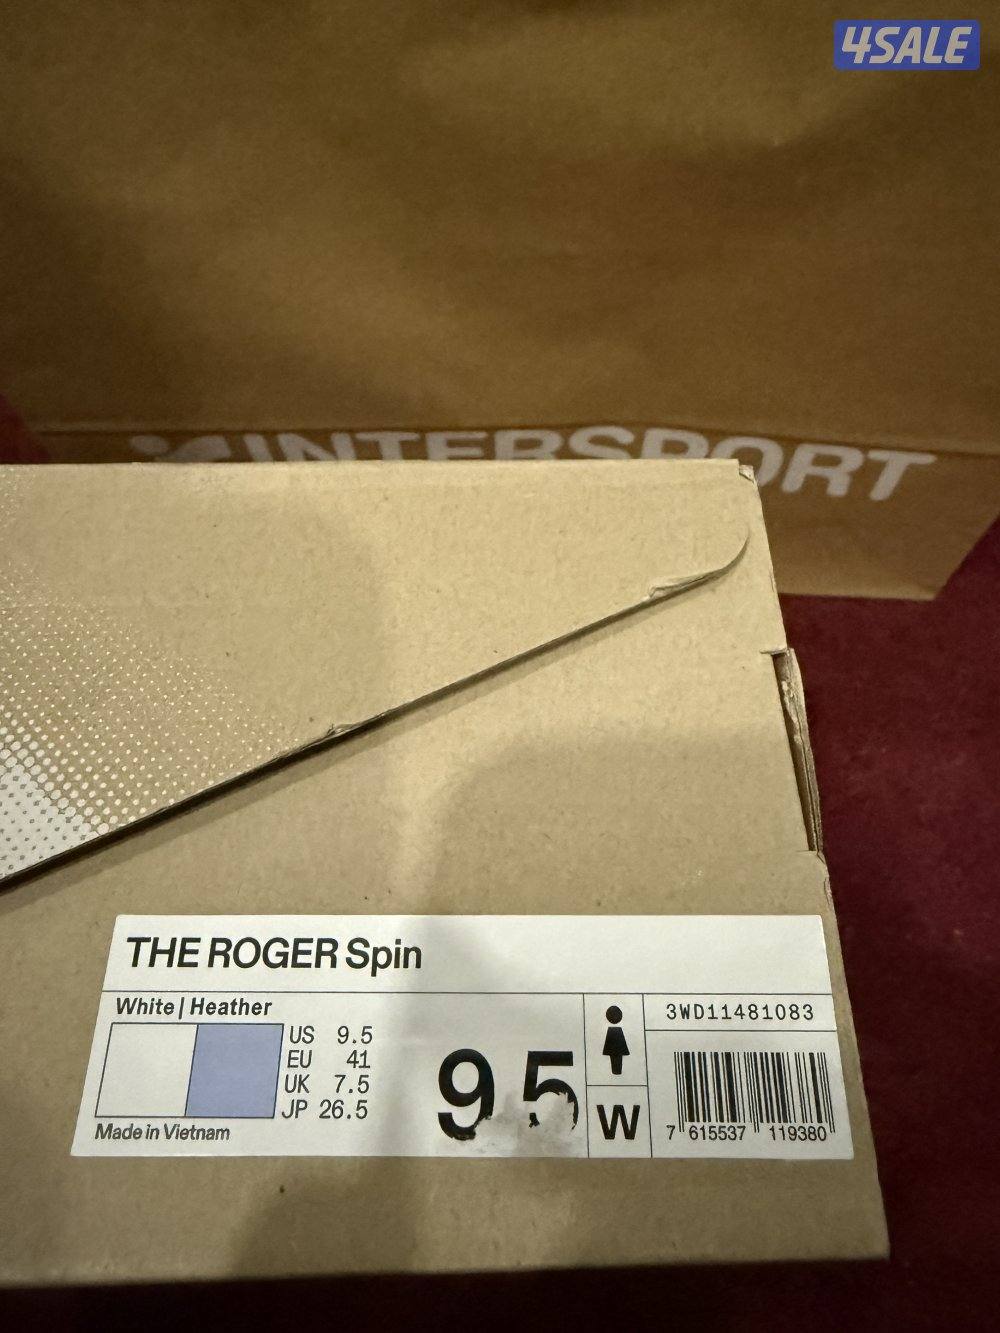 4SALE
INTERSPORT
THE ROGER Spin
White | Heather
US 9.5
EU 41
UK 7.5
JP 26.5
Made in Vietnam
9 5
W
3WD11481083
7 615537 119380